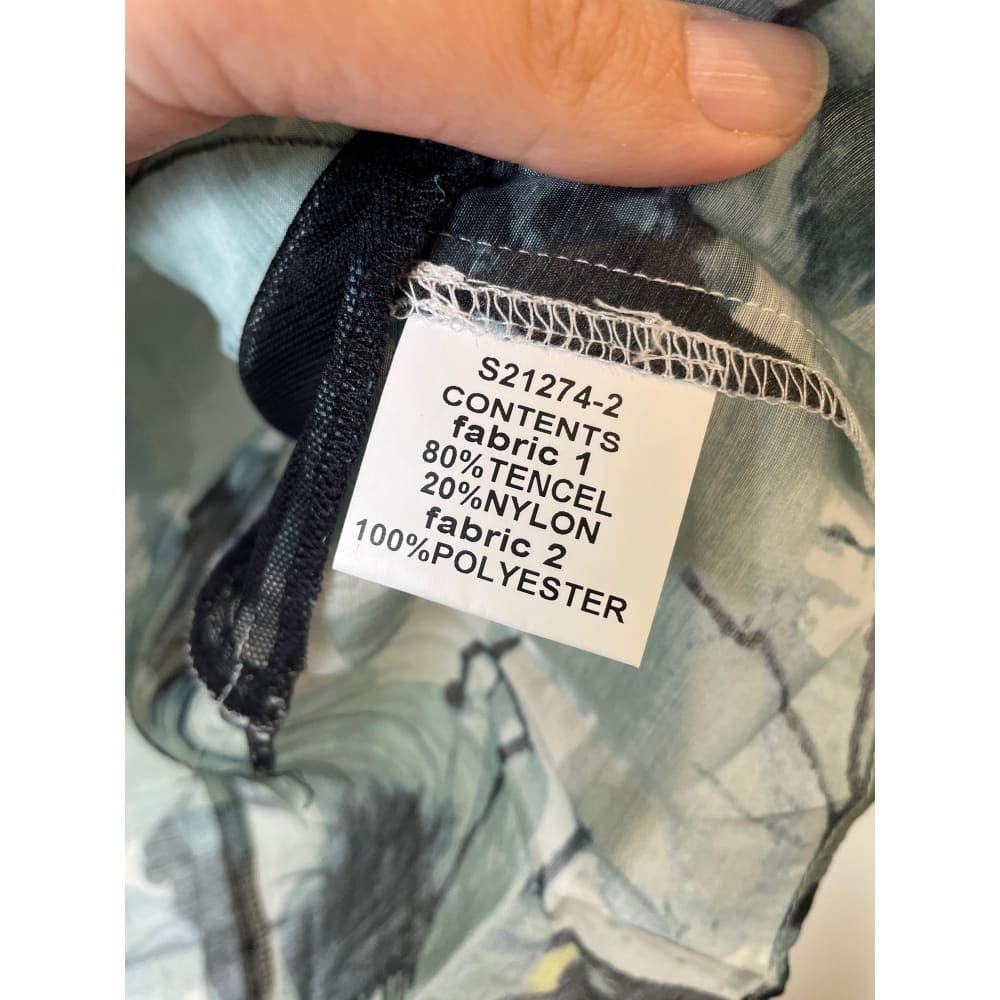 S21274-2
CONTENTS
fabric 1
80%TENCEL
20%NYLON
fabric 2
100%POLYESTER